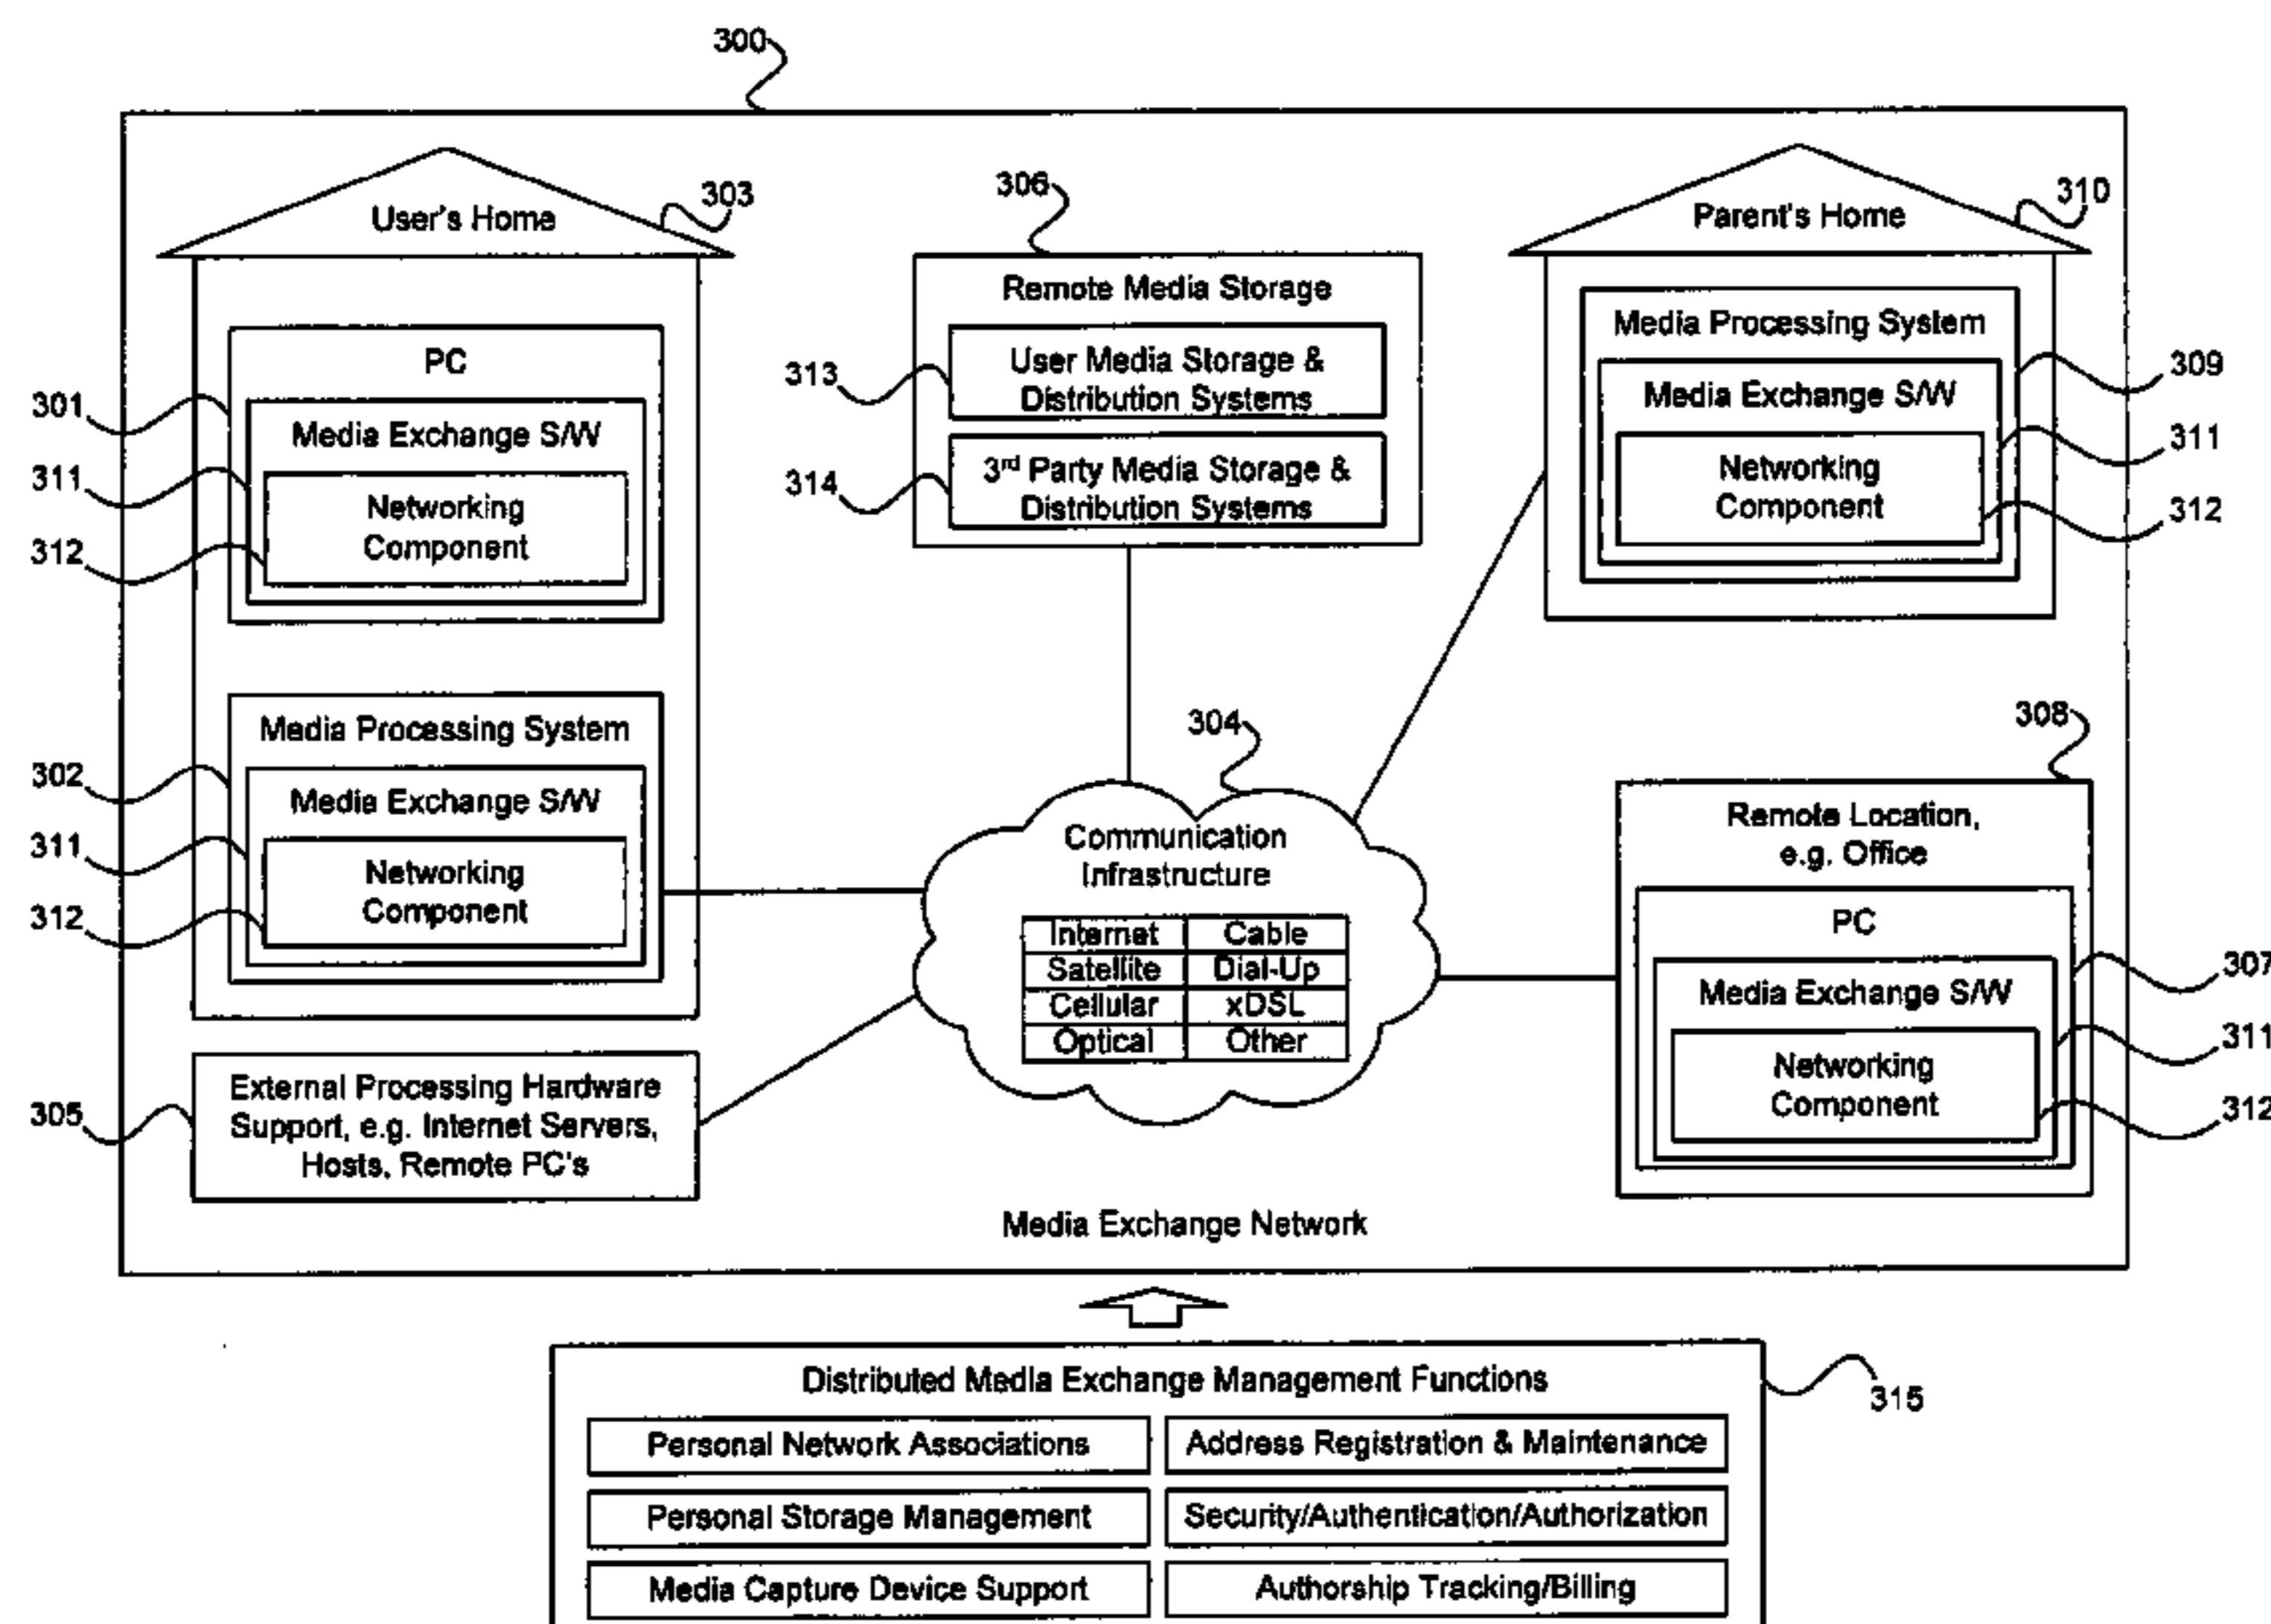 300
User's Home
303
PC
301
Media Exchange S/W
311
Networking
Component
312
Media Processing System
302
Media Exchange S/W
311
Networking
Component
312
External Processing Hardware
Support, e.g. Internet Servers,
Hosts, Remote PC's
305
306
Remote Media Storage
User Media Storage &
Distribution Systems
313
3rd Party Media Storage &
Distribution Systems
314
304
Communication
Infrastructure
Internet Cable
Satellite Dial-Up
Cellular xDSL
Optical Other
Parent's Home
310
Media Processing System
309
Media Exchange S/W
311
Networking
Component
312
308
Remote Location,
e.g. Office
PC
307
Media Exchange S/W
311
Networking
Component
312
Media Exchange Network
Distributed Media Exchange Management Functions
315
Personal Network Associations
Address Registration & Maintenance
Personal Storage Management
Security/Authentication/Authorization
Media Capture Device Support
Authorship Tracking/Billing